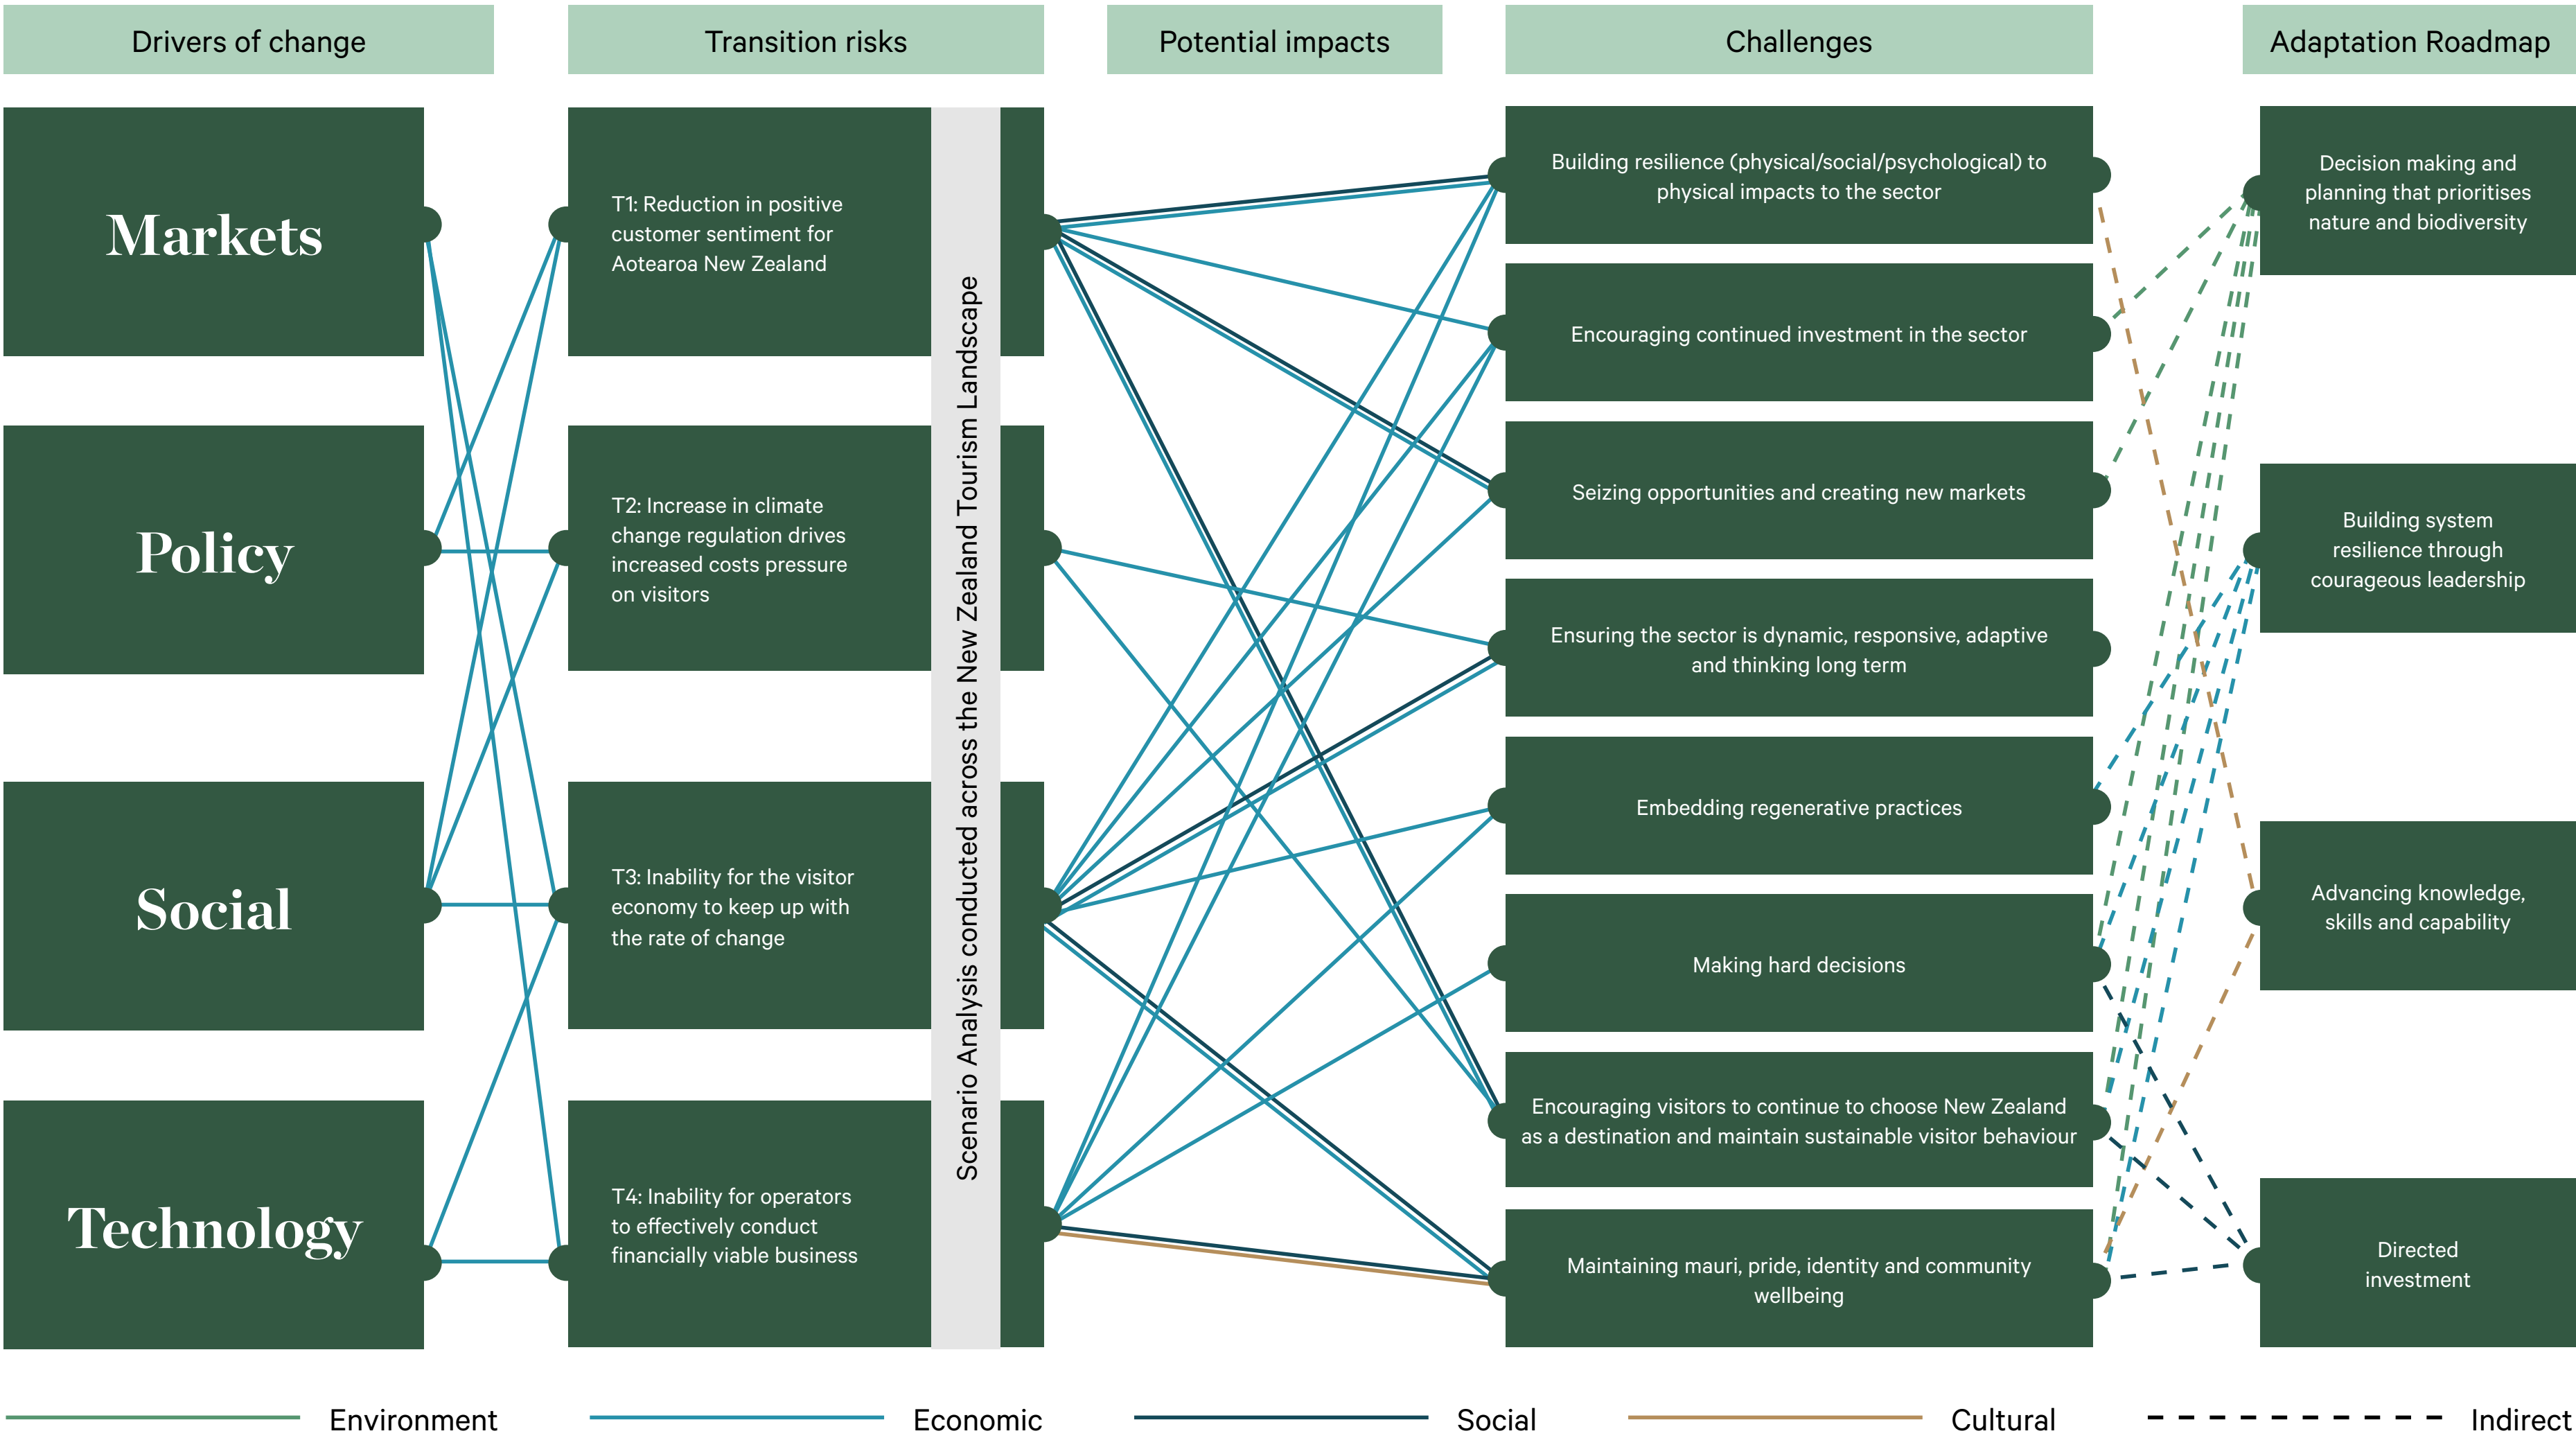 Drivers of change
Transition risks
Potential impacts
Challenges
Adaptation Roadmap
Markets
Policy
Social
Technology
T1: Reduction in positive
customer sentiment for
Aotearoa New Zealand
T2: Increase in climate
change regulation drives
increased costs pressure
on visitors
T3: Inability for the visitor
economy to keep up with
the rate of change
T4: Inability for operators
to effectively conduct
financially viable business
Scenario Analysis conducted across the New Zealand Tourism Landscape
Building resilience (physical/social/psychological) to
physical impacts to the sector
Encouraging continued investment in the sector
Seizing opportunities and creating new markets
Ensuring the sector is dynamic, responsive, adaptive
and thinking long term
Embedding regenerative practices
Making hard decisions
Encouraging visitors to continue to choose New Zealand
as a destination and maintain sustainable visitor behaviour
Maintaining mauri, pride, identity and community
wellbeing
Decision making and
planning that prioritises
nature and biodiversity
Building system
resilience through
courageous leadership
Advancing knowledge,
skills and capability
Directed
investment
Environment
Economic
Social
Cultural
Indirect